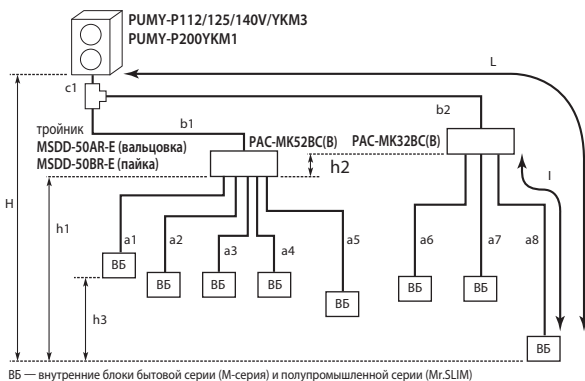 PUMY-P112/125/140V/YKM3
PUMY-P200YKM1
L
c1
b1
b2
тройник
MSDD-50AR-E (вальцовка)
MSDD-50BR-E (пайка)
PAC-MK52BC(B)
PAC-MK32BC(B)
h2
H
h1
l
a1
a2
a3
a4
a5
a6
a7
a8
ВБ
ВБ
ВБ
ВБ
ВБ
ВБ
ВБ
h3
ВБ
ВБ — внутренние блоки бытовой серии (М-серия) и полупромышленной серии (Mr.SLIM)